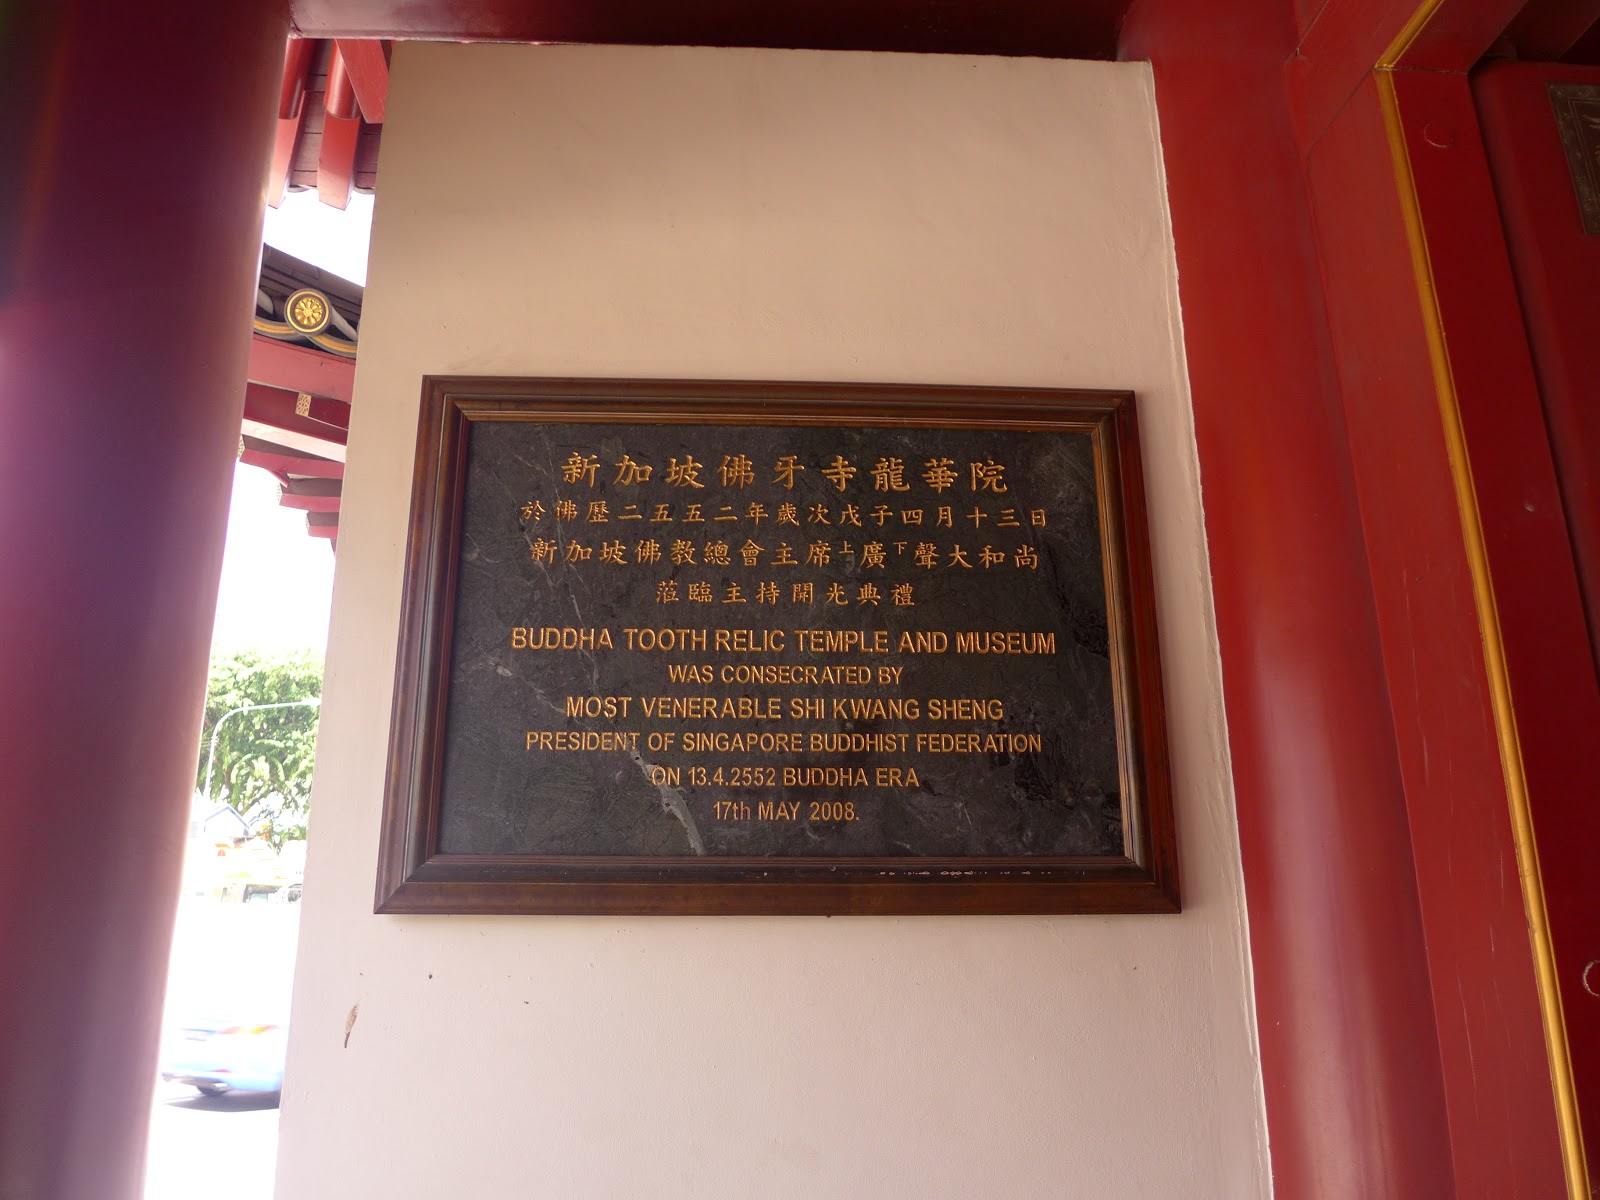 新加坡佛牙寺龍華院
於佛歷二五五二年歲次戊子四月十三日
新加坡佛教總會主席上廣下聲大和尚
蒞臨主持開光典禮
BUDDHA TOOTH RELIC TEMPLE AND MUSEUM
WAS CONSECRATED BY
MOST VENERABLE SHI KWANG SHENG
PRESIDENT OF SINGAPORE BUDDHIST FEDERATION
ON 13.4.2552 BUDDHA ERA
17th MAY 2008.